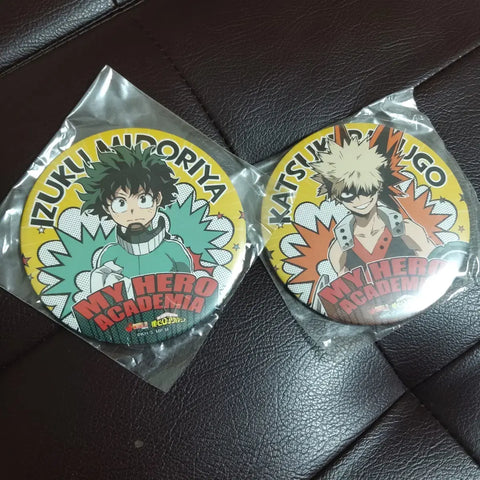 IZUKU MIDORIYA
MY HERO
ACADEMIA
KATSUKI BAKUGO
MY HERO
ACADEMIA